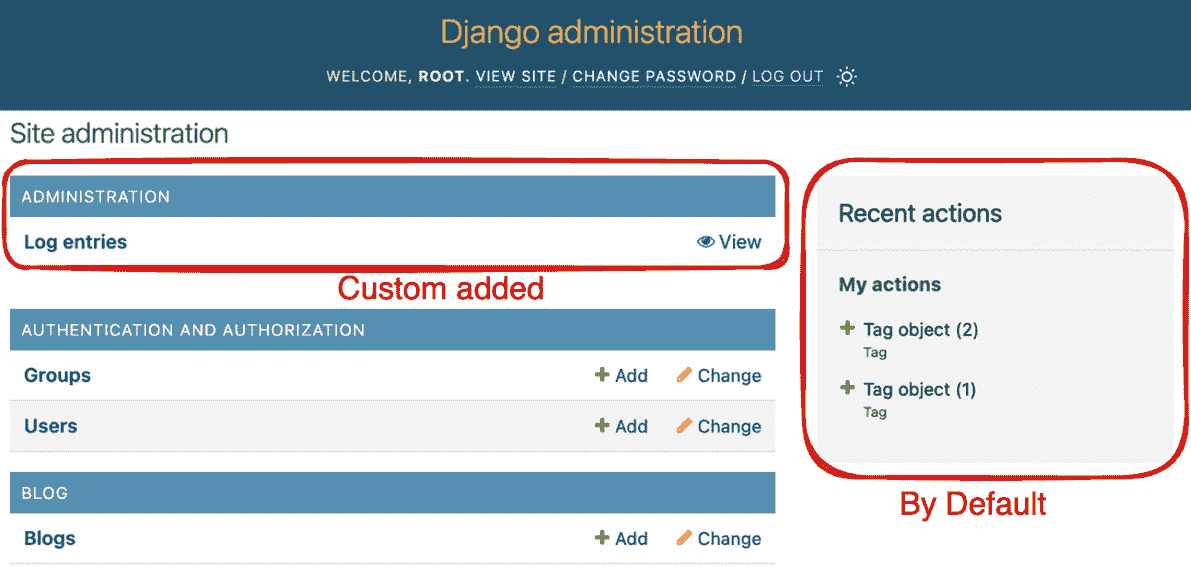 Django administration
WELCOME, ROOT. VIEW SITE / CHANGE PASSWORD / LOG OUT
Site administration
ADMINISTRATION
Log entries View
Custom added
AUTHENTICATION AND AUTHORIZATION
Groups Add Change
Users Add Change
BLOG
Blogs Add Change
Recent actions
My actions
Tag object (2)
Tag
Tag object (1)
Tag
By Default